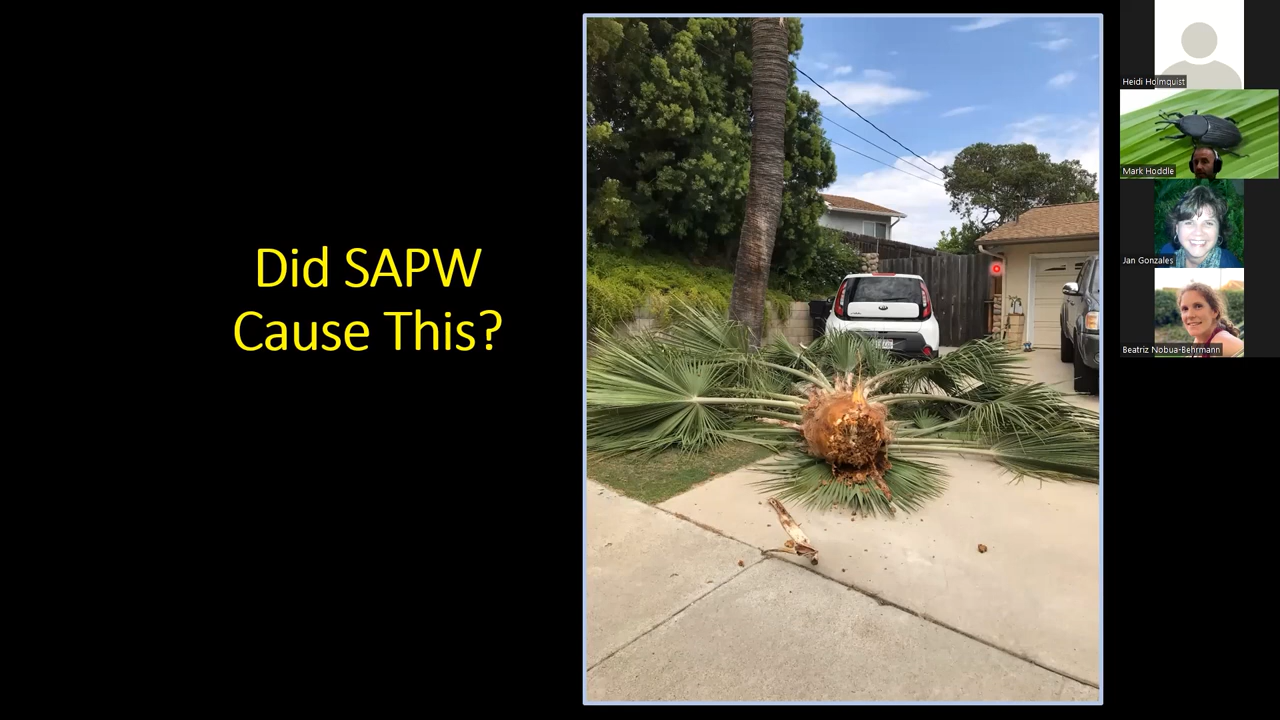 Did SAPW
Cause This?
Heidi Holmquist
Mark Hoddle
Jan Gonzales
Beatriz Nobua-Behrmann